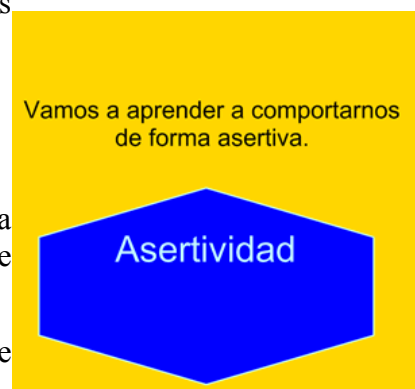 s
Vamos a aprender a comportarnos
de forma asertiva.
a
Asertividad
e
e